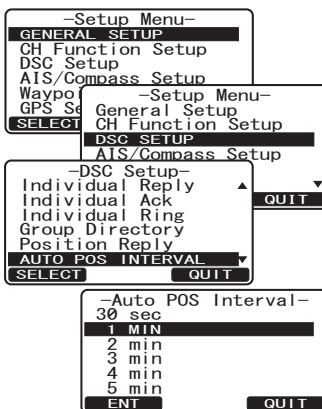 –Setup Menu–
GENERAL SETUP
CH Function Setup
DSC Setup
AIS/Compass Setup
Waypoi
GPS Se
SELECT
–Setup Menu–
General Setup
CH Function Setup
DSC SETUP
AIS/Compass Setup
QUIT
–DSC Setup–
Individual Reply
Individual Ack
Individual Ring
Group Directory
Position Reply
AUTO POS INTERVAL
SELECT QUIT
–Auto POS Interval–
30 sec
1 MIN
2 min
3 min
4 min
5 min
ENT QUIT